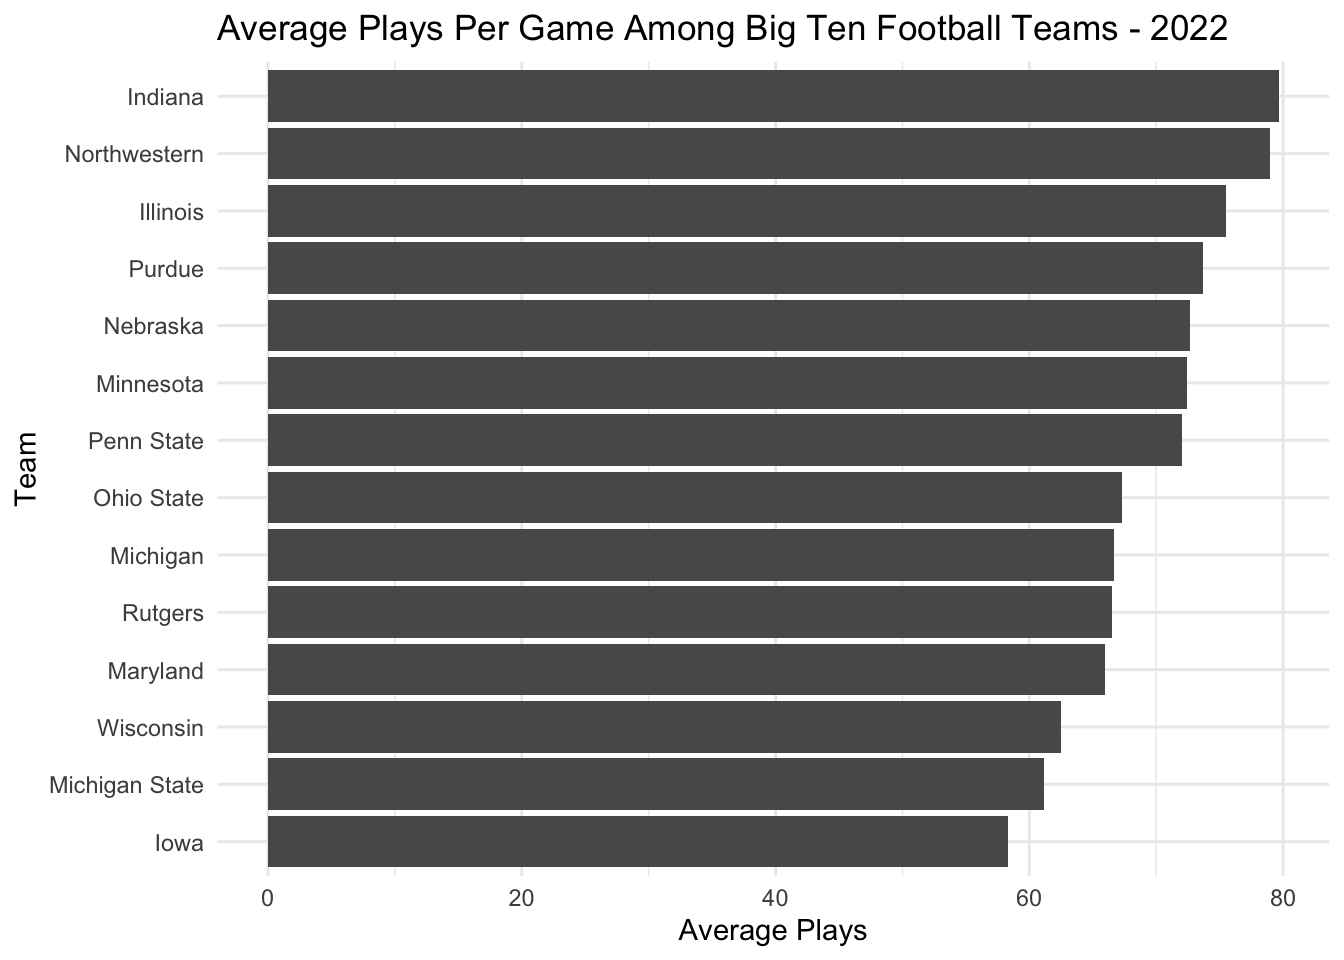 Average Plays Per Game Among Big Ten Football Teams - 2022
Indiana
Northwestern
Illinois
Purdue
Nebraska
Minnesota
Penn State
Ohio State
Michigan
Rutgers
Maryland
Wisconsin
Michigan State
Iowa
Team
0 20 40 60 80
Average Plays